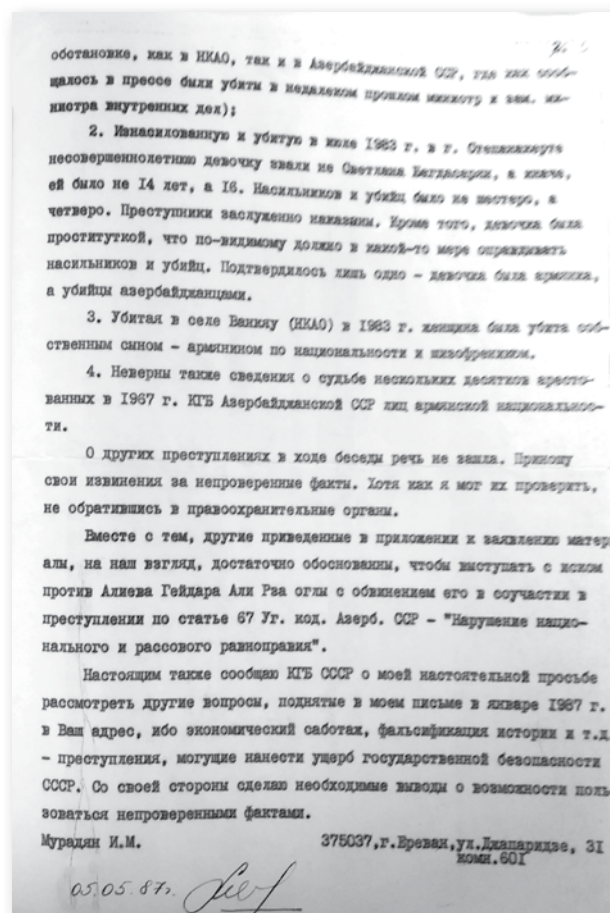 обстановке, как в НКАО, так и в Азербайджанской ССР, где как сооб-
щалось в прессе были убиты в недалеком прошлом министр и зам. ми-
нистра внутренних дел);
2. Изнасилованную и убитую в июле 1983 г. в г. Степанакерте
несовершеннолетнюю девочку звали не Светлана Багдасарян, а иначе,
ей было не 14 лет, а 16. Насильников и убийц было не шестеро, а
четверо. Преступники заслуженно наказаны. Кроме того, девочка была
проституткой, что по-видимому должно в какой-то мере оправдывать
насильников и убийц. Подтвердилось лишь одно - девочка была армянка,
а убийцы азербайджанцами.
3. Убитая в селе Ванклу (НКАО) в 1983 г. женщина была убита соб-
ственным сыном - армянином по национальности и шизофреником.
4. Неверны также сведения о судьбе нескольких десятков аресто-
ванных в 1967 г. КГБ Азербайджанской ССР лиц армянской националь​нос-
ти.
О других преступлениях в ходе беседы речь не зашла. Приношу
свои извинения за непроверенные факты. Хотя как я мог их проверить,
не обратившись в правоохранительные органы.
Вместе с тем, другие приведенные в приложении к заявлению матери
алы, на наш взгляд, достаточно обоснованны, чтобы выступать с иском
против Алиева Гейдара Али Рза оглы с обвинением его в соучастии в
преступлении по статье 67 Уг. код. Азерб. ССР - "Нарушение нацио-
нального и рассового равноправия".
Настоящим также сообщаю КГБ СССР о моей настоятельной просьбе
рассмотреть другие вопросы, поднятые в моем письме в январе 1987 г.
в Ваш адрес, ибо экономический саботаж, фальсификация истории и т.д.
- преступления, могущие нанести ущерб государственной безопасности
СССР. Со своей стороны сделаю необходимые выводы о возможности поль
зоваться непроверенными фактами.
Мурадян И.М. 375037,г.Ереван,ул.Джапаридзе, 31
комн.601
05.05.87г.